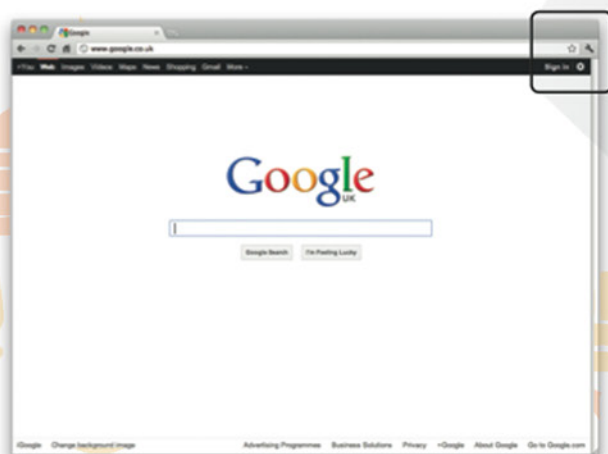 Google
www.google.co.uk
+You Web Images Videos Maps News Shopping Gmail More
Sign in
Google
UK
Google Search I'm Feeling Lucky
iGoogle Change background image Advertising Programmes Business Solutions Privacy +Google About Google Go to Google.com